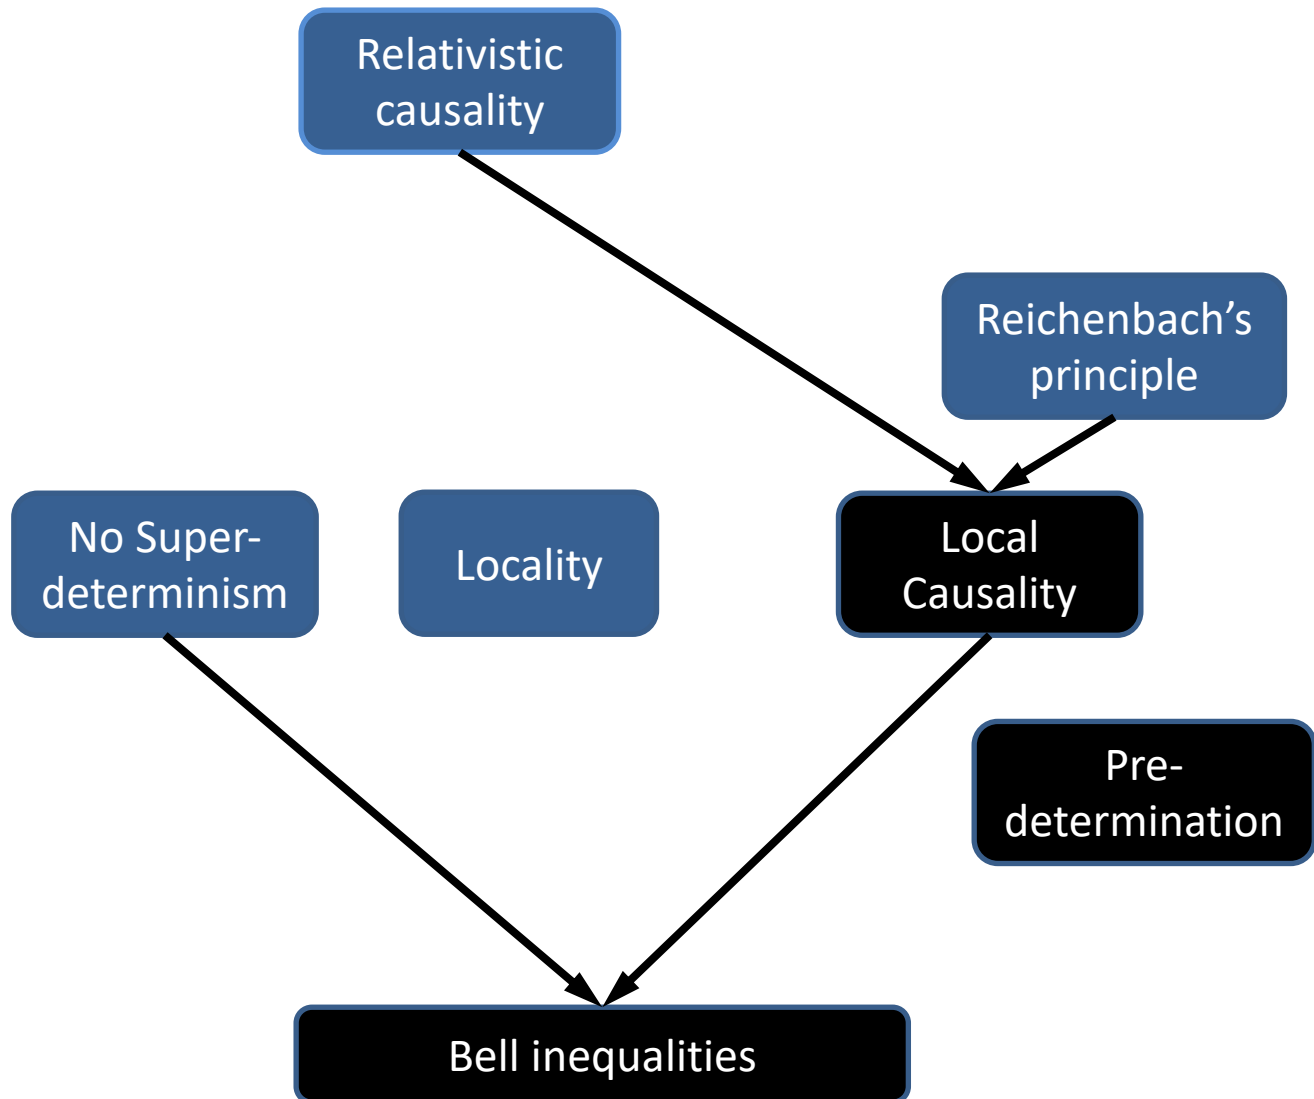 Relativistic
causality
Reichenbach’s
principle
No Super-
determinism
Locality
Local
Causality
Pre-
determination
Bell inequalities